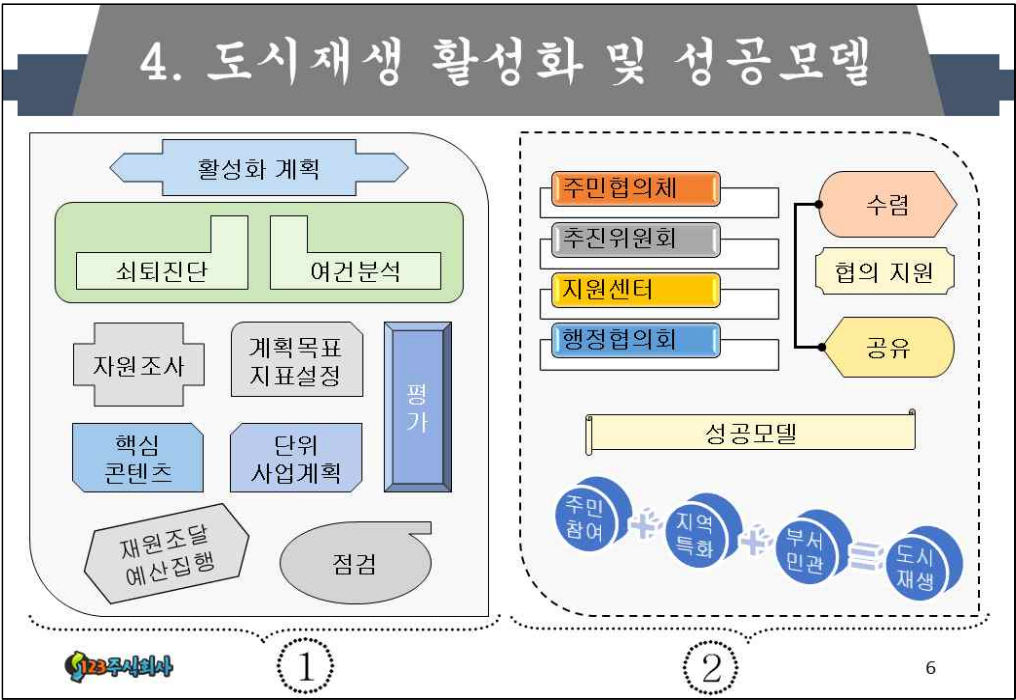 4. 도시재생 활성화 및 성공모델
활성화 계획
쇠퇴진단
여건분석
자원조사
계획목표
지표설정
평
가
핵심
콘텐츠
단위
사업계획
재원조달
예산집행
점검
1
주민협의체
추진위원회
지원센터
행정협의회
수렴
협의 지원
공유
성공모델
주민
참여
+
지역
특화
+
부서
민관
=
도시
재생
2
123주식회사
6